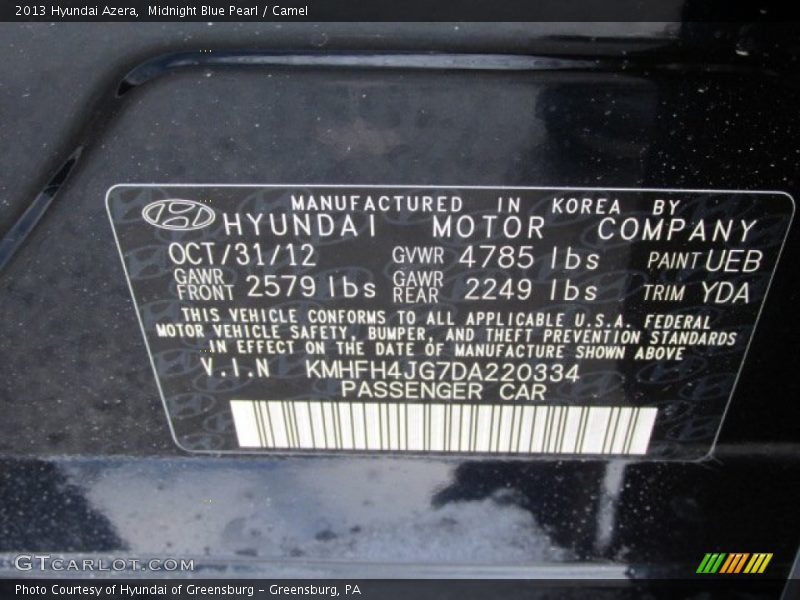 2013 Hyundai Azera, Midnight Blue Pearl / Camel
MANUFACTURED IN KOREA BY
HYUNDAI MOTOR COMPANY
OCT/31/12 GVWR 4785 lbs PAINT UEB
GAWR FRONT 2579 lbs GAWR REAR 2249 lbs TRIM YDA
THIS VEHICLE CONFORMS TO ALL APPLICABLE U.S.A. FEDERAL
MOTOR VEHICLE SAFETY, BUMPER, AND THEFT PREVENTION STANDARDS
IN EFFECT ON THE DATE OF MANUFACTURE SHOWN ABOVE
V.I.N KMHFH4JG7DA220334
PASSENGER CAR
GTCARLOT.COM
Photo Courtesy of Hyundai of Greensburg - Greensburg, PA